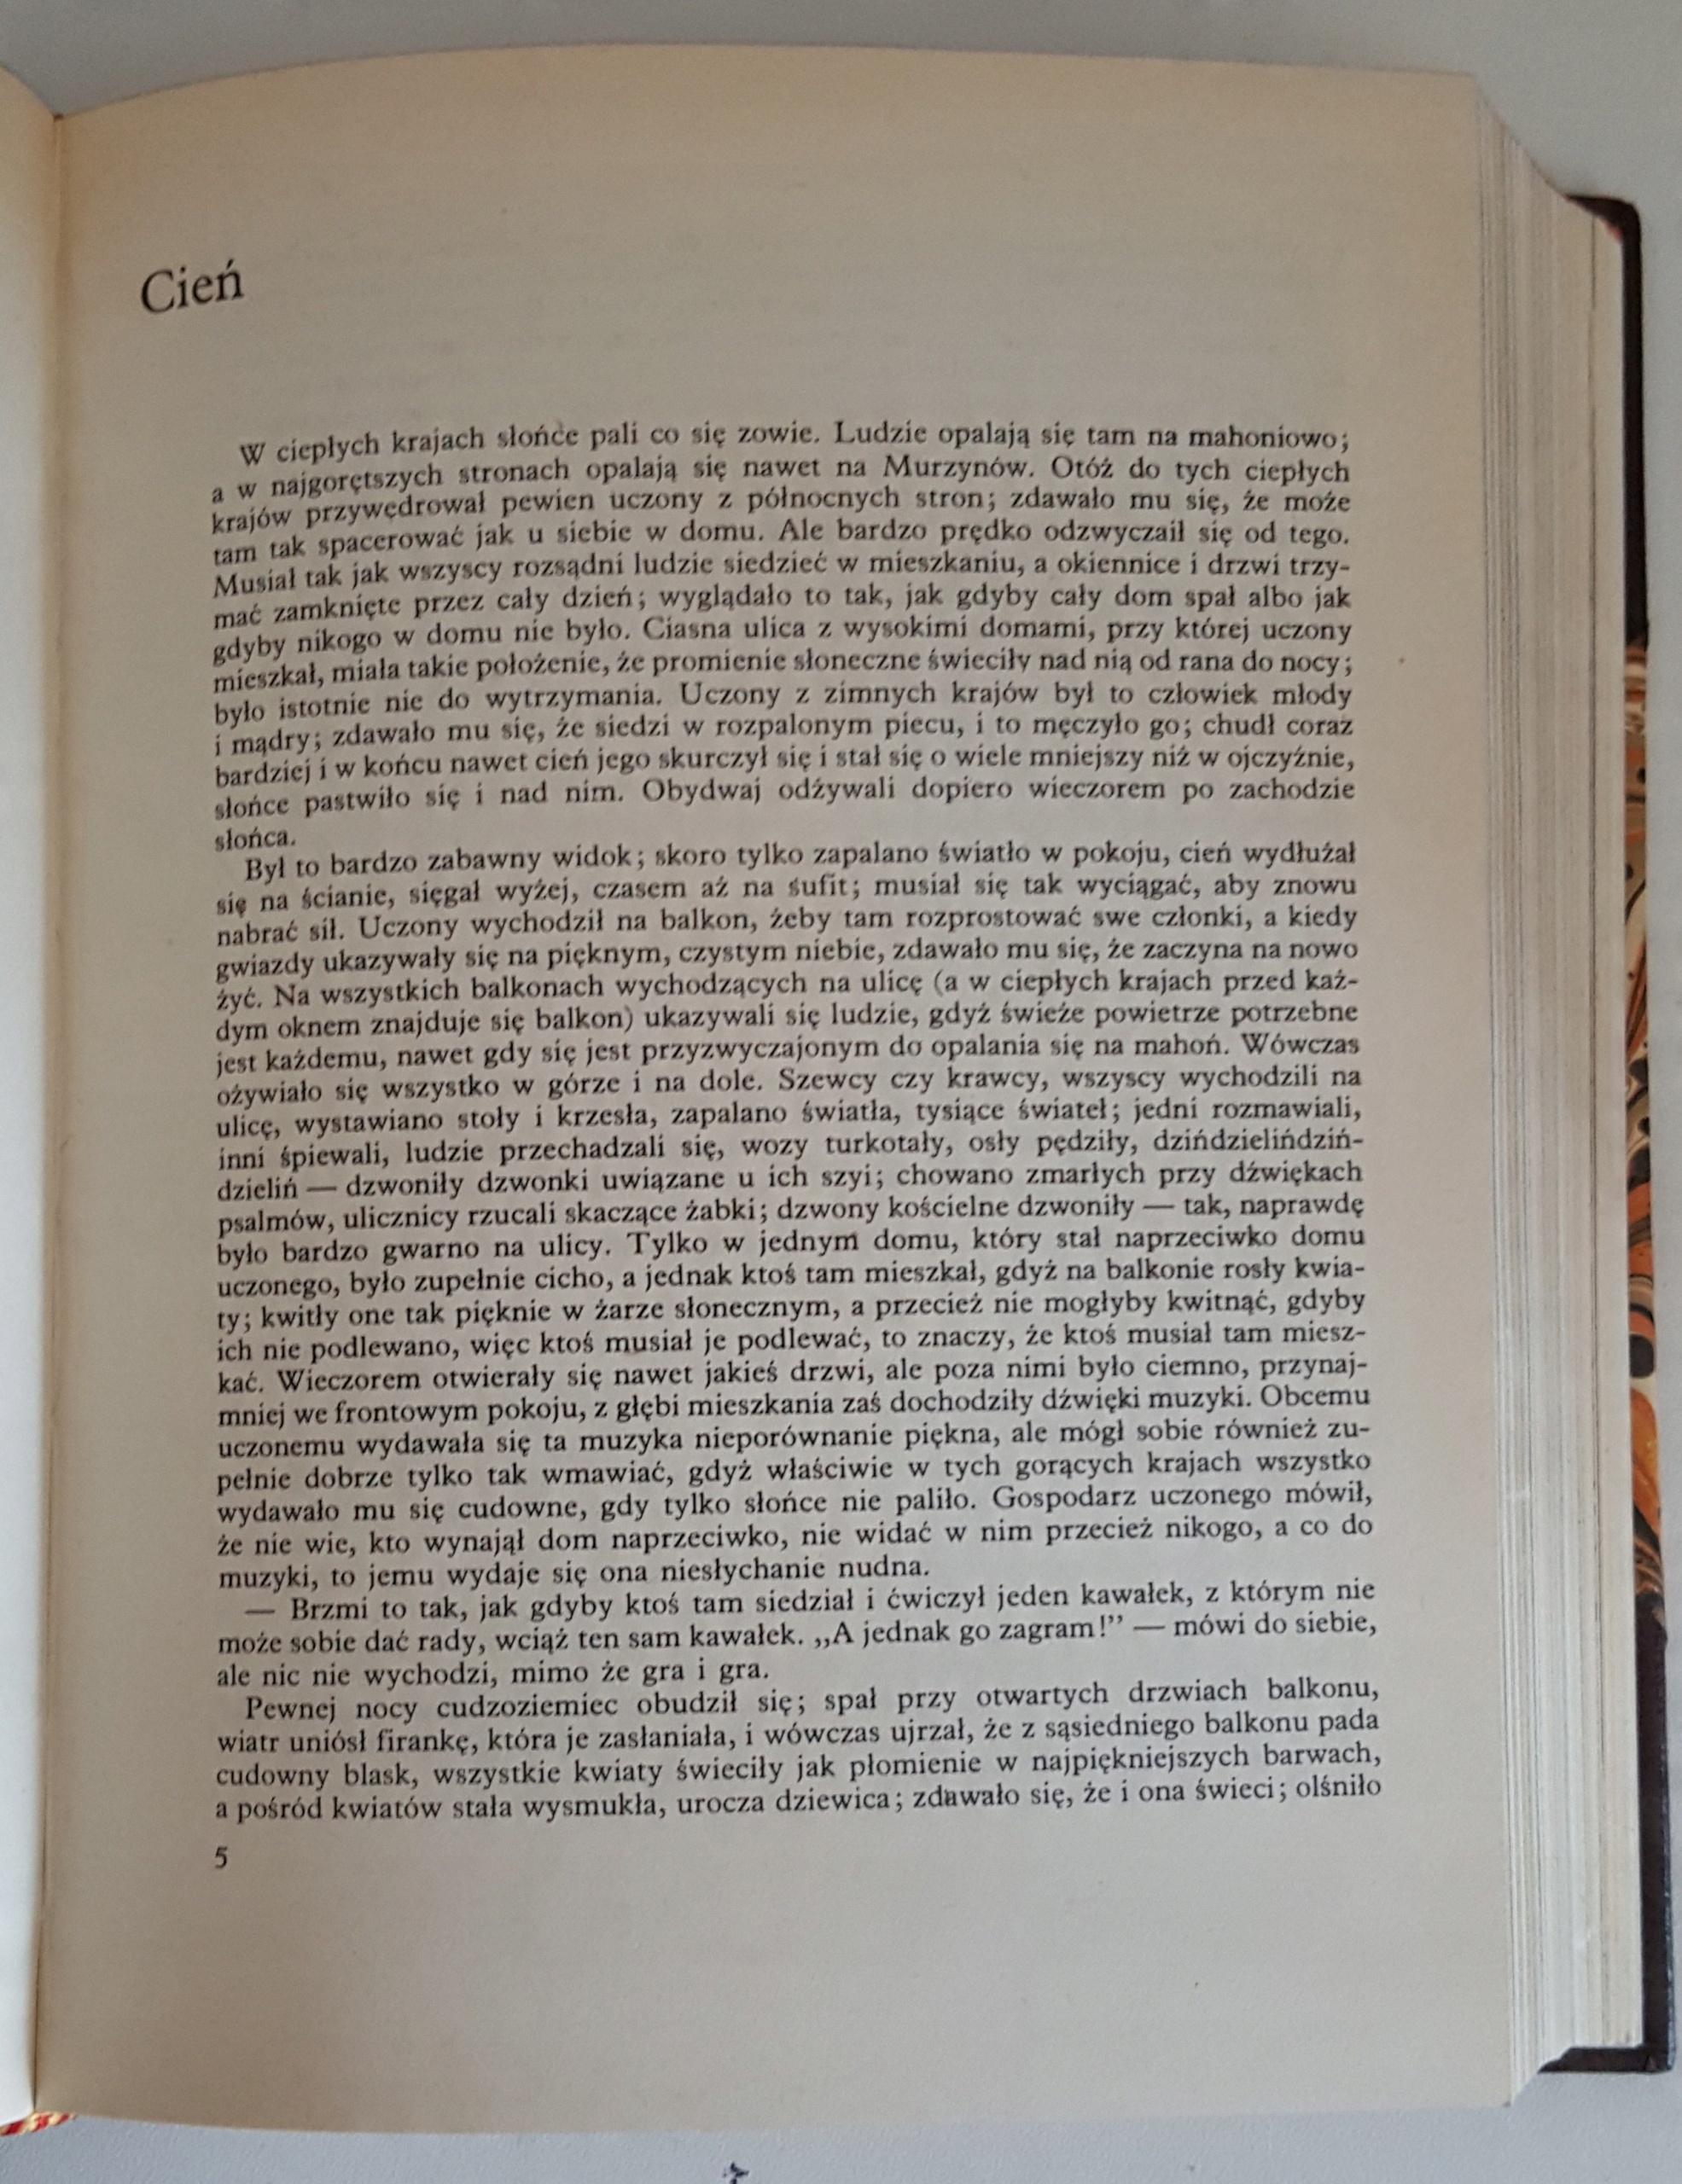 Cień
W ciepłych krajach słońce pali co się zowie. Ludzie opalają się tam na mahoniowo;
a w najgorętszych stronach opalają się nawet na Murzynów. Otóż do tych ciepłych
krajów przywędrował pewien uczony z północnych stron; zdawało mu się, że może
tam tak spacerować jak u siebie w domu. Ale bardzo prędko odzwyczaił się od tego.
Musiał tak jak wszyscy rozsądni ludzie siedzieć w mieszkaniu, a okiennice i drzwi trzy-
mać zamknięte przez cały dzień; wyglądało to tak, jak gdyby cały dom spał albo jak
gdyby nikogo w domu nie było. Ciasna ulica z wysokimi domami, przy której uczony
mieszkał, miała takie położenie, że promienie słoneczne świeciły nad nią od rana do nocy;
było istotnie nie do wytrzymania. Uczony z zimnych krajów był to człowiek młody
i mądry; zdawało mu się, że siedzi w rozpalonym piecu, i to męczyło go; chudł coraz
bardziej i w końcu nawet cień jego skurczył się i stał się o wiele mniejszy niż w ojczyźnie,
słońce pastwiło się i nad nim. Obydwaj odżywali dopiero wieczorem po zachodzie
słońca.
Był to bardzo zabawny widok; skoro tylko zapalano światło w pokoju, cień wydłużał
się na ścianie, sięgał wyżej, czasem aż na sufit; musiał się tak wyciągać, aby znowu
nabrać sił. Uczony wychodził na balkon, żeby tam rozprostować swe członki, a kiedy
gwiazdy ukazywały się na pięknym, czystym niebie, zdawało mu się, że zaczyna na nowo
żyć. Na wszystkich balkonach wychodzących na ulicę (a w ciepłych krajach przed każ-
dym oknem znajduje się balkon) ukazywali się ludzie, gdyż świeże powietrze potrzebne
jest każdemu, nawet gdy się jest przyzwyczajonym do opalania się na mahoń. Wówczas
ożywiało się wszystko w górze i na dole. Szewcy czy krawcy, wszyscy wychodzili na
ulicę, wystawiano stoły i krzesła, zapalano światła, tysiące świateł; jedni rozmawiali,
inni śpiewali, ludzie przechadzali się, wozy turkotały, osły pędziły, dzińdzielińdziń-
dzieliń — dzwoniły dzwonki uwiązane u ich szyi; chowano zmarłych przy dźwiękach
psalmów, ulicznicy rzucali skaczące żabki; dzwony kościelne dzwoniły — tak, naprawdę
było bardzo gwarno na ulicy. Tylko w jednym domu, który stał naprzeciwko domu
uczonego, było zupełnie cicho, a jednak ktoś tam mieszkał, gdyż na balkonie rosły kwia-
ty; kwitły one tak pięknie w żarze słonecznym, a przecież nie mogłyby kwitnąć, gdyby
ich nie podlewano, więc ktoś musiał je podlewać, to znaczy, że ktoś musiał tam miesz-
kać. Wieczorem otwierały się nawet jakieś drzwi, ale poza nimi było ciemno, przynaj-
mniej we frontowym pokoju, z głębi mieszkania zaś dochodziły dźwięki muzyki. Obcemu
uczonemu wydawała się ta muzyka nieporównanie piękna, ale mógł sobie również zu-
pełnie dobrze tylko tak wmawiać, gdyż właściwie w tych gorących krajach wszystko
wydawało mu się cudowne, gdy tylko słońce nie paliło. Gospodarz uczonego mówił,
że nie wie, kto wynajął dom naprzeciwko, nie widać w nim przecież nikogo, a co do
muzyki, to jemu wydaje się ona niesłychanie nudna.
— Brzmi to tak, jak gdyby ktoś tam siedział i ćwiczył jeden kawałek, z którym nie
może sobie dać rady, wciąż ten sam kawałek. „A jednak go zagram!” — mówi do siebie,
ale nic nie wychodzi, mimo że gra i gra.
Pewnej nocy cudzoziemiec obudził się; spał przy otwartych drzwiach balkonu,
wiatr uniósł firankę, która je zasłaniała, i wówczas ujrzał, że z sąsiedniego balkonu pada
cudowny blask, wszystkie kwiaty świeciły jak płomienie w najpiękniejszych barwach,
a pośród kwiatów stała wysmukła, urocza dziewica; zdawało się, że i ona świeci; olśniło
5